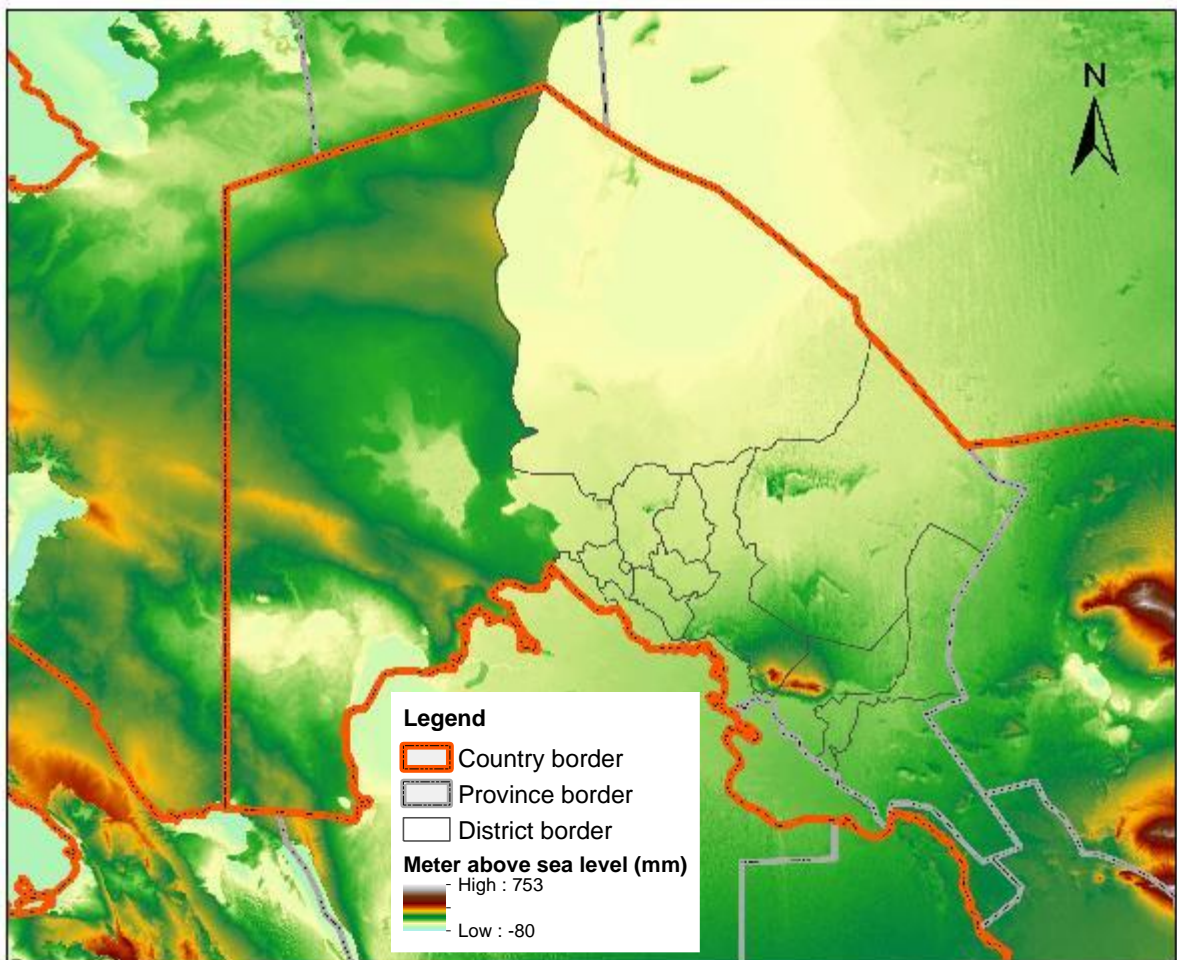 N
Legend
Country border
Province border
District border
Meter above sea level (mm)
High : 753
Low : -80